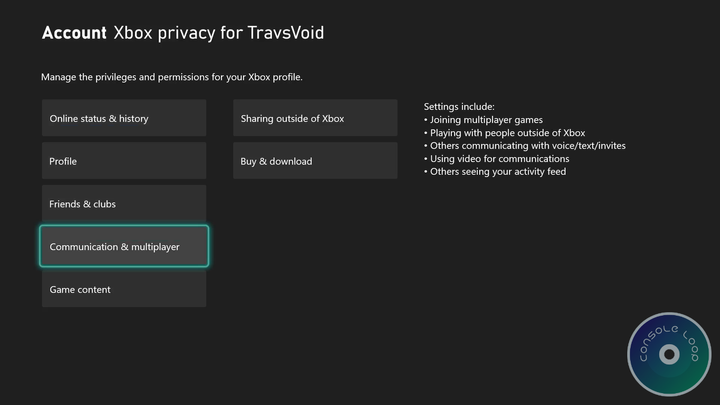 Account Xbox privacy for TravsVoid
Manage the privileges and permissions for your Xbox profile.
Online status & history
Sharing outside of Xbox
Profile
Buy & download
Friends & clubs
Communication & multiplayer
Game content
Settings include:
• Joining multiplayer games
• Playing with people outside of Xbox
• Others communicating with voice/text/invites
• Using video for communications
• Others seeing your activity feed
CONSOLE LOOP